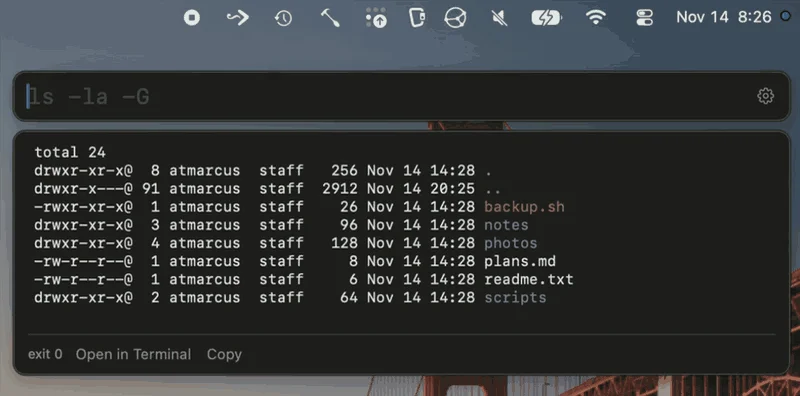 Nov 14 8:26
ls -la -G
total 24
drwxr-xr-x@  8 atmarcus  staff   256 Nov 14 14:28 .
drwxr-x---@ 91 atmarcus  staff  2912 Nov 14 20:25 ..
-rwxr-xr-x@  1 atmarcus  staff    26 Nov 14 14:28 backup.sh
drwxr-xr-x@  3 atmarcus  staff    96 Nov 14 14:28 notes
drwxr-xr-x@  4 atmarcus  staff   128 Nov 14 14:28 photos
-rw-r--r--@  1 atmarcus  staff     8 Nov 14 14:28 plans.md
-rw-r--r--@  1 atmarcus  staff     6 Nov 14 14:28 readme.txt
drwxr-xr-x@  2 atmarcus  staff    64 Nov 14 14:28 scripts
exit 0 Open in Terminal Copy